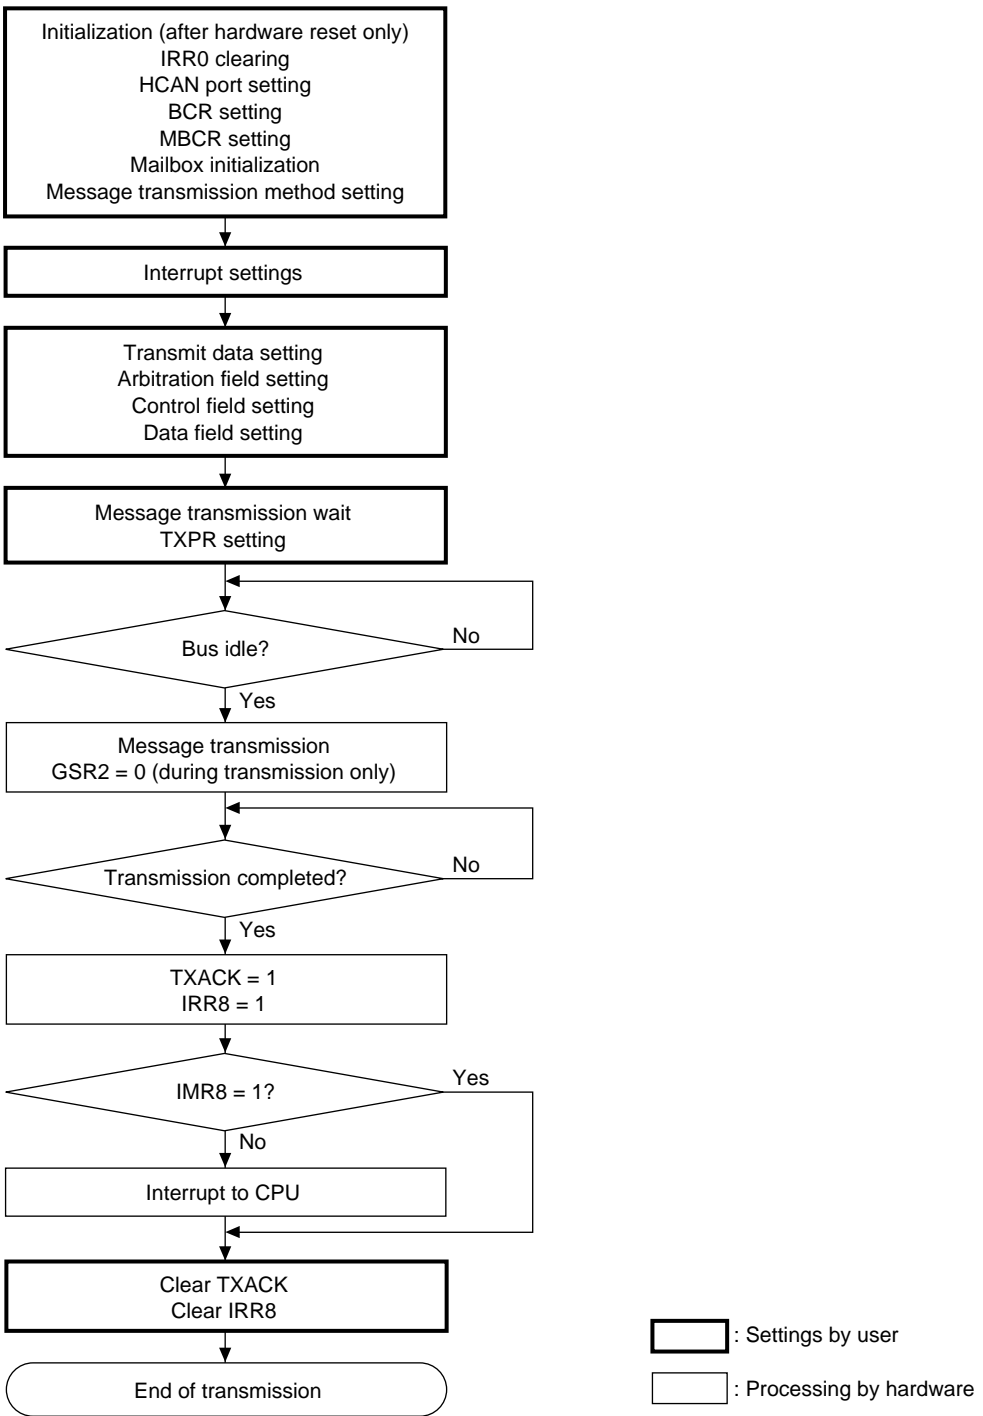 Initialization (after hardware reset only)
IRR0 clearing
HCAN port setting
BCR setting
MBCR setting
Mailbox initialization
Message transmission method setting
Interrupt settings
Transmit data setting
Arbitration field setting
Control field setting
Data field setting
Message transmission wait
TXPR setting
Bus idle?
No
Yes
Message transmission
GSR2 = 0 (during transmission only)
Transmission completed?
No
Yes
TXACK = 1
IRR8 = 1
IMR8 = 1?
Yes
No
Interrupt to CPU
Clear TXACK
Clear IRR8
End of transmission
: Settings by user
: Processing by hardware